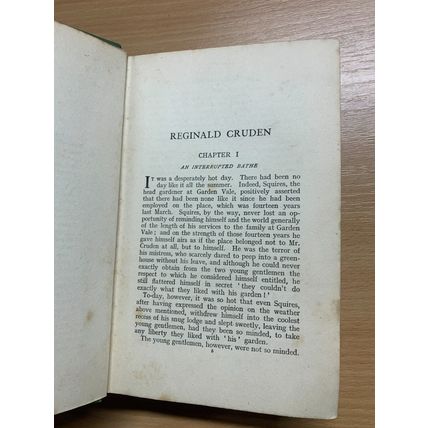 REGINALD CRUDEN
CHAPTER I
AN INTERRUPTED BATHE
IT was a desperately hot day. There had been no
day like it all the summer. Indeed, Squires, the
head gardener at Garden Vale, positively asserted
that there had been none like it since he had been
employed on the place, which was fourteen years
last March. Squires, by the way, never lost an op-
portunity of reminding himself and the world generally
of the length of his services to the family at Garden
Vale; and on the strength of those fourteen years he
gave himself airs as if the place belonged not to Mr.
Cruden at all, but to himself. He was the terror of
his mistress, who scarcely dared to peep into a green-
house without his leave, and although he could never
exactly obtain from the two young gentlemen the
respect to which he considered himself entitled, he
still flattered himself in secret 'they couldn't do
exactly what they liked with his garden!'
To-day, however, it was so hot that even Squires,
after having expressed the opinion on the weather
above mentioned, withdrew himself into the coolest
recess of his snug lodge and slept sweetly, leaving the
young gentlemen, had they been so minded, to take
any liberty they liked with 'his' garden.
The young gentlemen, however, were not so minded.